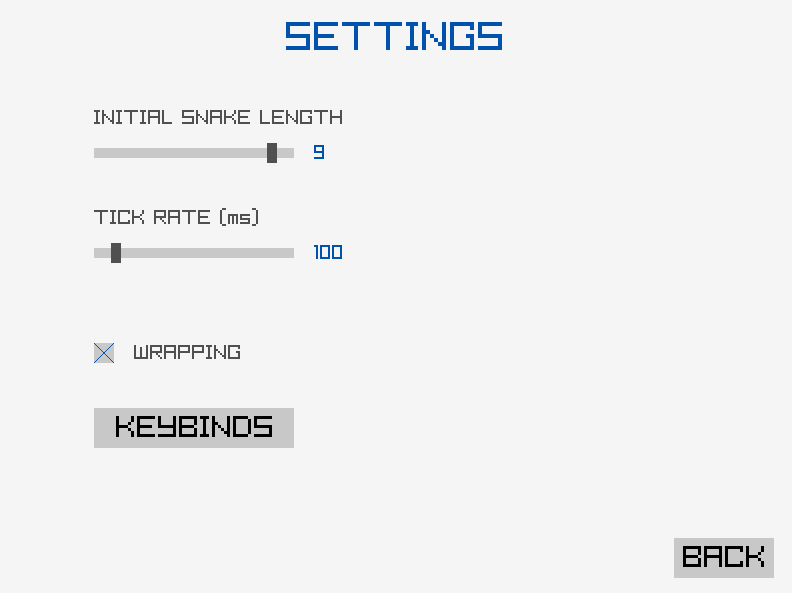 SETTINGS
INITIAL SNAKE LENGTH
9
TICK RATE (ms)
100
WRAPPING
KEYBINDS
BACK